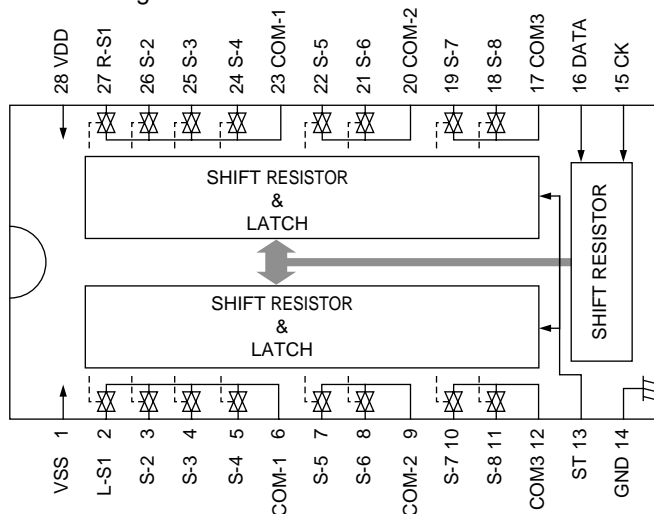 28 VDD
27 R-S1
26 S-2
25 S-3
24 S-4
23 COM-1
22 S-5
21 S-6
20 COM-2
19 S-7
18 S-8
17 COM3
16 DATA
15 CK
SHIFT RESISTOR
&
LATCH
SHIFT RESISTOR
SHIFT RESISTOR
&
LATCH
VSS 1
L-S1 2
S-2 3
S-3 4
S-4 5
COM-1 6
S-5 7
S-6 8
COM-2 9
S-7 10
S-8 11
COM3 12
ST 13
GND 14